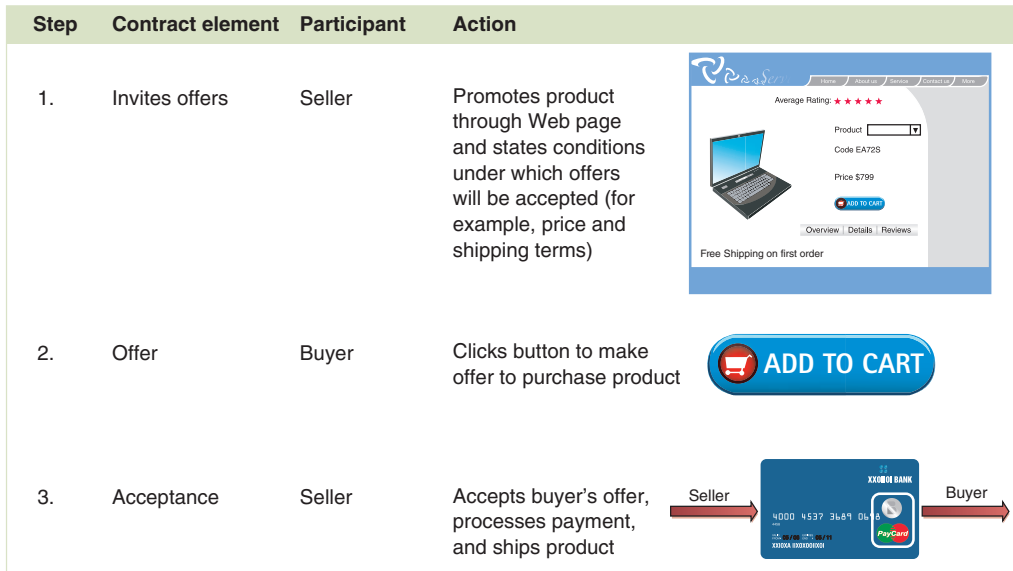 Step Contract element Participant Action
1. Invites offers Seller Promotes product
through Web page
and states conditions
under which offers
will be accepted (for
example, price and
shipping terms)
Home About us Service Contact us More
Average Rating:
Product
Code EA72S
Price $799
ADD TO CART
Overview Details Reviews
Free Shipping on first order
2. Offer Buyer Clicks button to make
offer to purchase product
ADD TO CART
3. Acceptance Seller Accepts buyer's offer,
processes payment,
and ships product
Seller
BANK
4000 4537 3689
PayCard
Buyer